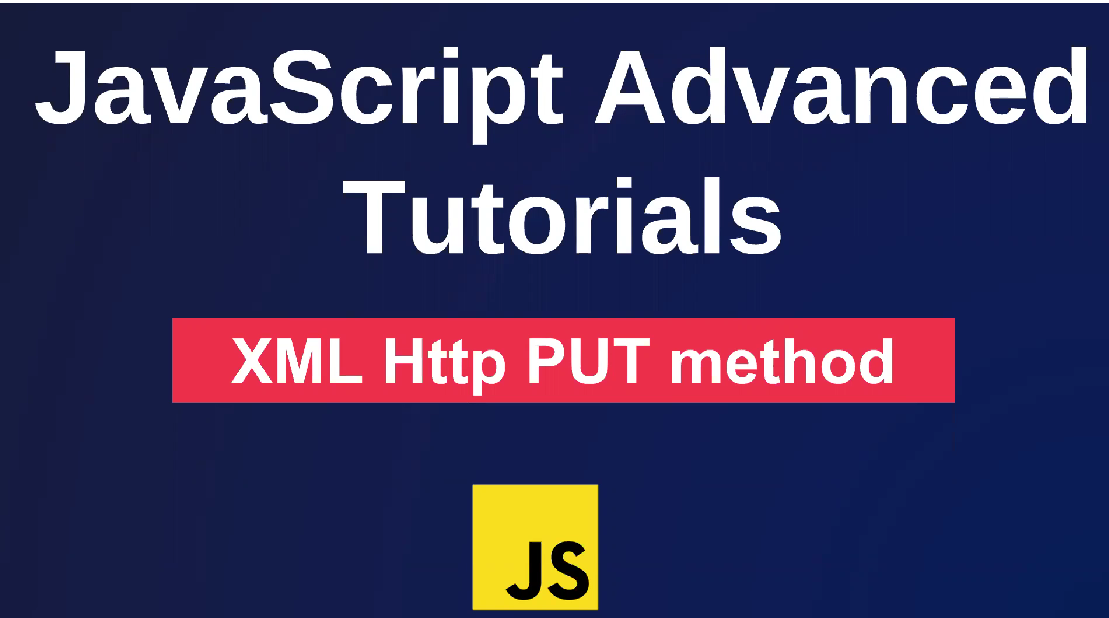 JavaScript Advanced
Tutorials
XML Http PUT method
JS